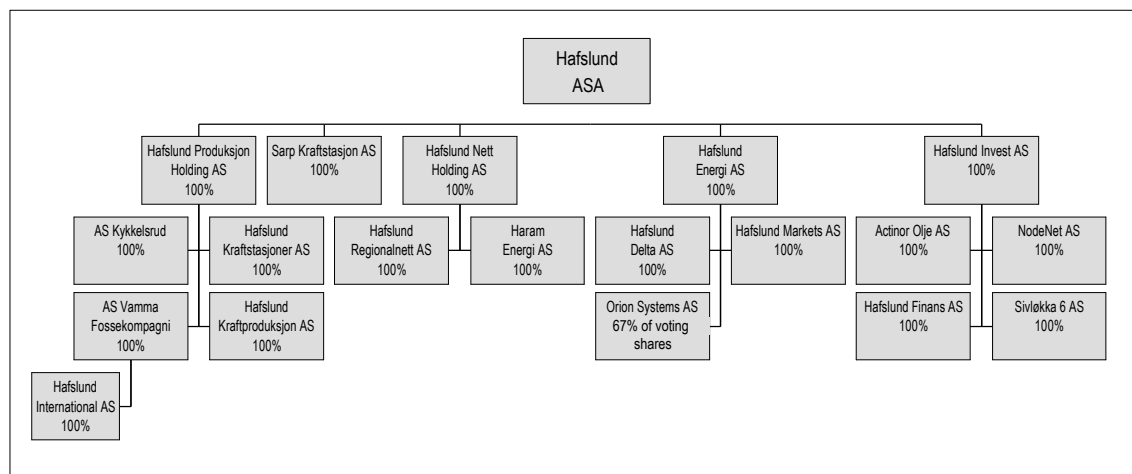 Hafslund
ASA
Hafslund Produksjon
Holding AS
100%
Sarp Kraftstasjon AS
100%
Hafslund Nett
Holding AS
100%
Hafslund
Energi AS
100%
Hafslund Invest AS
100%
AS Kykkelsrud
100%
Hafslund
Kraftstasjoner AS
100%
Hafslund
Regionalnett AS
100%
Haram
Energi AS
100%
Hafslund
Delta AS
100%
Hafslund Markets AS
100%
Actinor Olje AS
100%
NodeNet AS
100%
AS Vamma
Fossekompagni
100%
Hafslund
Kraftproduksjon AS
100%
Orion Systems AS
67% of voting
shares
Hafslund Finans AS
100%
Sivløkka 6 AS
100%
Hafslund
International AS
100%